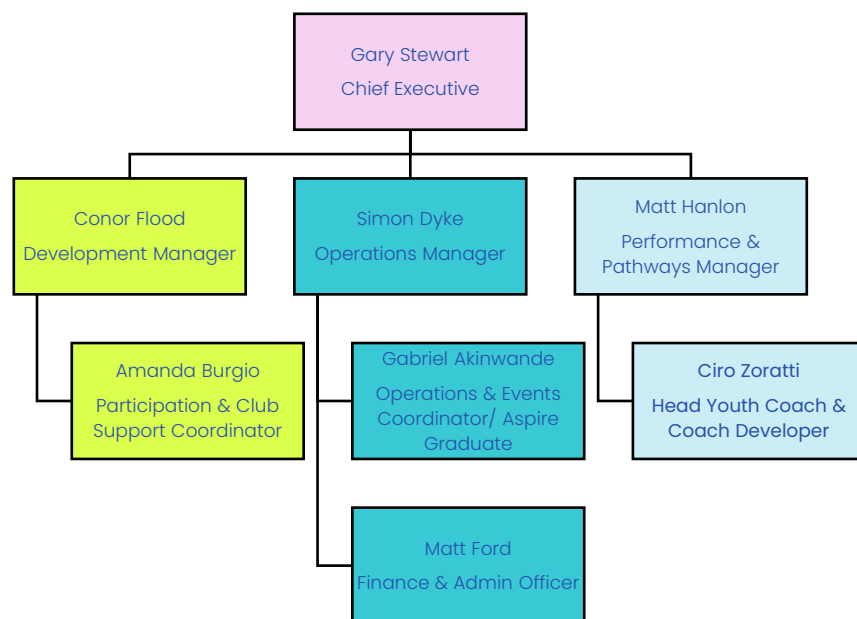 Gary Stewart
Chief Executive
Conor Flood
Development Manager
Simon Dyke
Operations Manager
Matt Hanlon
Performance &
Pathways Manager
Amanda Burgio
Participation & Club
Support Coordinator
Gabriel Akinwande
Operations & Events
Coordinator/ Aspire
Graduate
Ciro Zoratti
Head Youth Coach &
Coach Developer
Matt Ford
Finance & Admin Officer